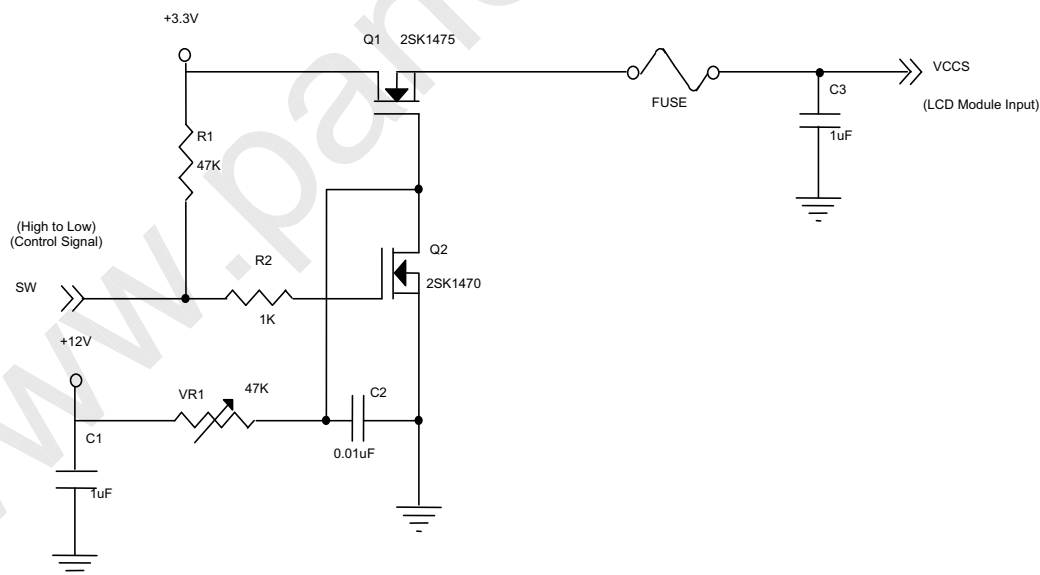 +3.3V
Q1 2SK1475
FUSE
VCCS
(LCD Module Input)
C3
1uF
R1
47K
(High to Low)
(Control Signal)
SW
R2
1K
Q2
2SK1470
+12V
VR1
47K
C2
0.01uF
C1
1uF